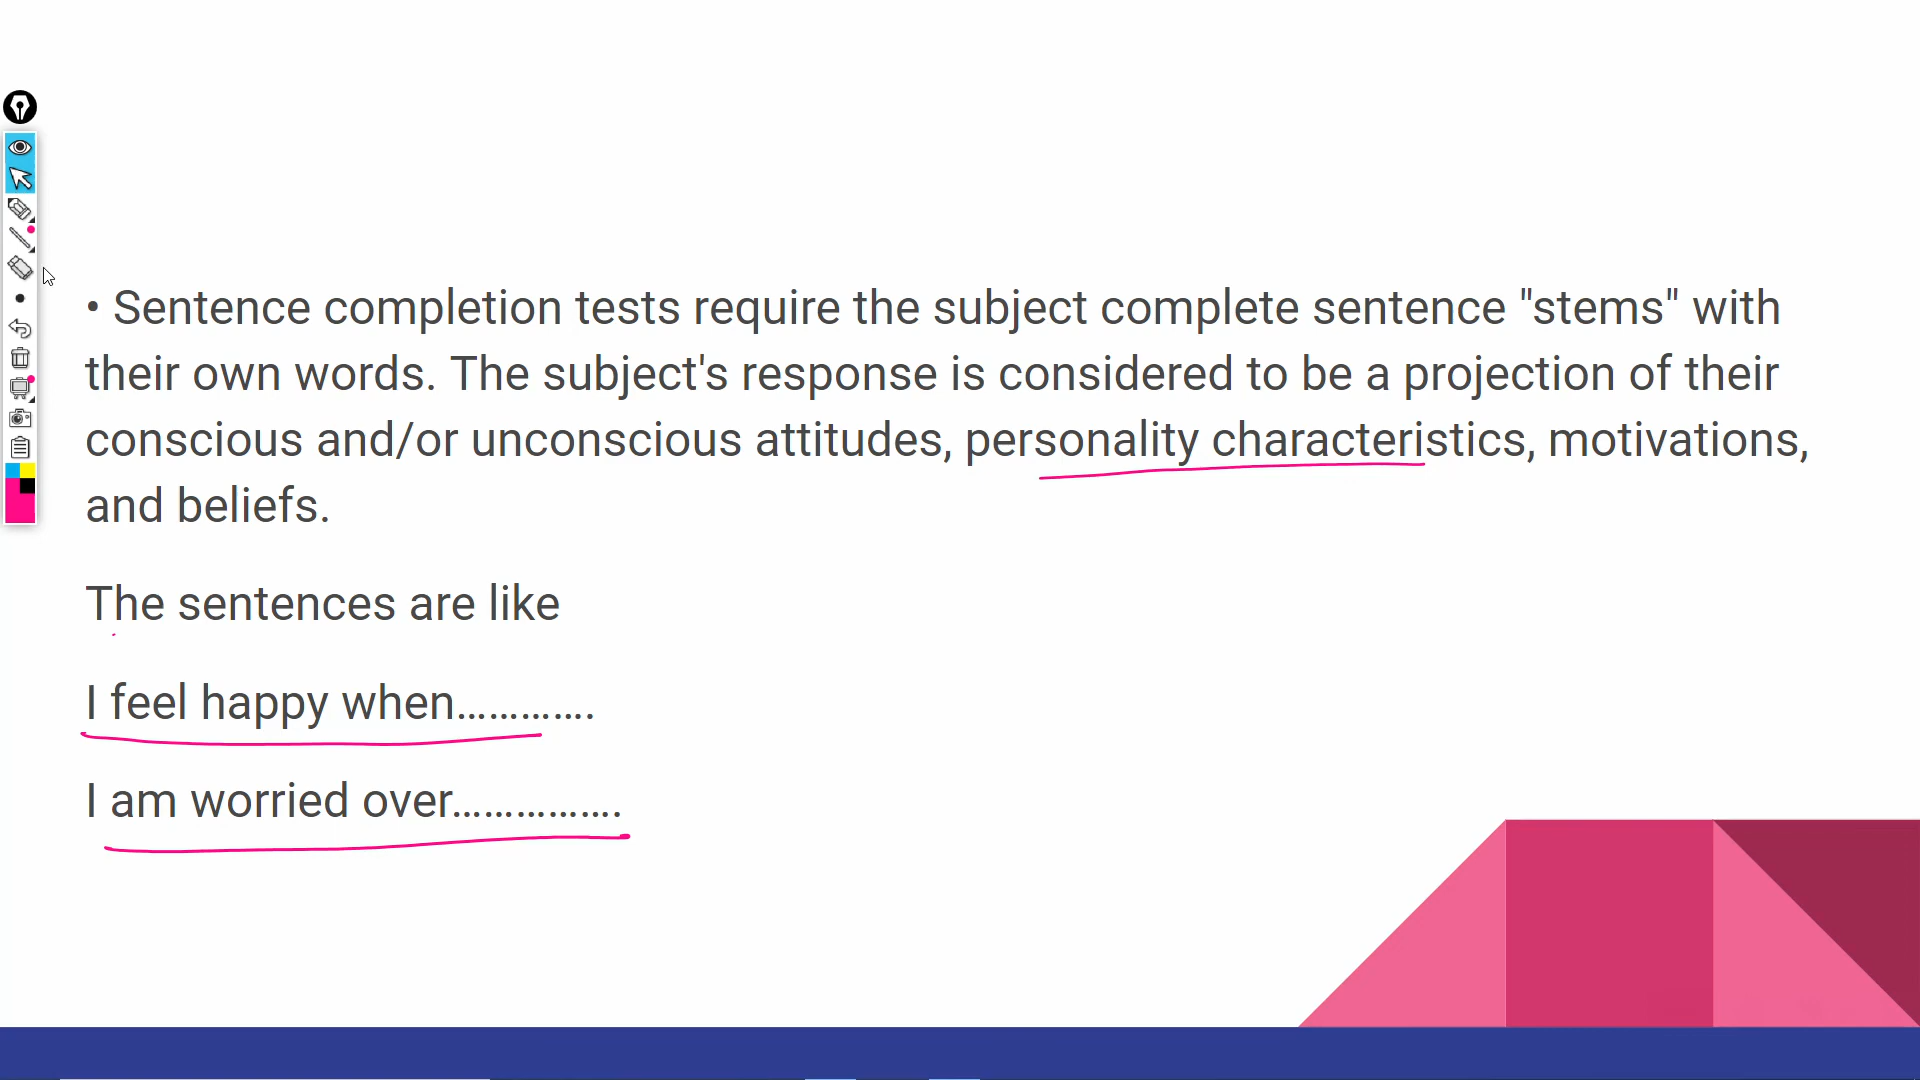 • Sentence completion tests require the subject complete sentence "stems" with
their own words. The subject's response is considered to be a projection of their
conscious and/or unconscious attitudes, personality characteristics, motivations,
and beliefs.
The sentences are like
I feel happy when………….
I am worried over…………….